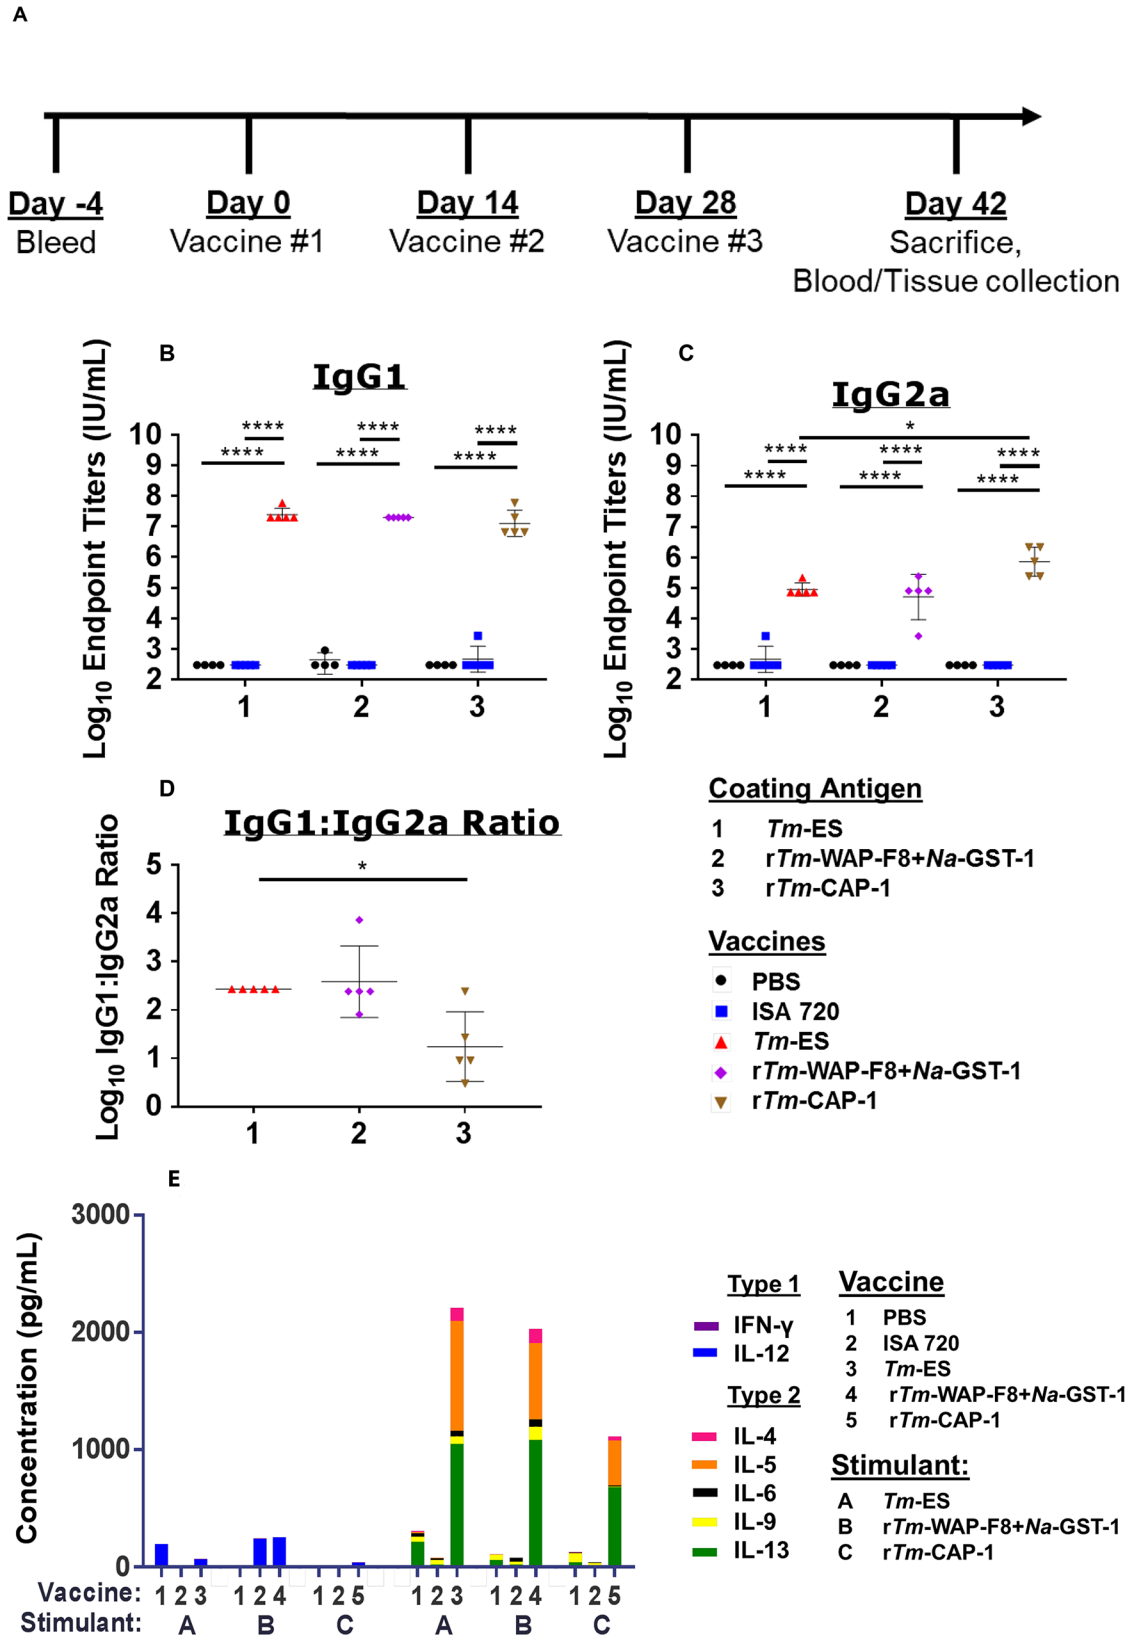 A
Day -4
Bleed
Day 0
Vaccine #1
Day 14
Vaccine #2
Day 28
Vaccine #3
Day 42
Sacrifice,
Blood/Tissue collection
B
IgG1
Log10 Endpoint Titers (IU/mL)
10
9
8
7
6
5
4
3
2
**** **** ****
**** **** ****
1 2 3
C
IgG2a
Log10 Endpoint Titers (IU/mL)
10
9
8
7
6
5
4
3
2
*
**** **** ****
**** **** ****
1 2 3
D
IgG1:IgG2a Ratio
Log10 IgG1:IgG2a Ratio
5
4
3
2
1
0
*
1 2 3
Coating Antigen
1 Tm-ES
2 rTm-WAP-F8+Na-GST-1
3 rTm-CAP-1
Vaccines
PBS
ISA 720
Tm-ES
rTm-WAP-F8+Na-GST-1
rTm-CAP-1
E
Concentration (pg/mL)
3000
2000
1000
0
Vaccine: 1 2 3 1 2 4 1 2 5 1 2 3 1 2 4 1 2 5
Stimulant: A B C A B C
Type 1
IFN-γ
IL-12
Type 2
IL-4
IL-5
IL-6
IL-9
IL-13
Vaccine
1 PBS
2 ISA 720
3 Tm-ES
4 rTm-WAP-F8+Na-GST-1
5 rTm-CAP-1
Stimulant:
A Tm-ES
B rTm-WAP-F8+Na-GST-1
C rTm-CAP-1